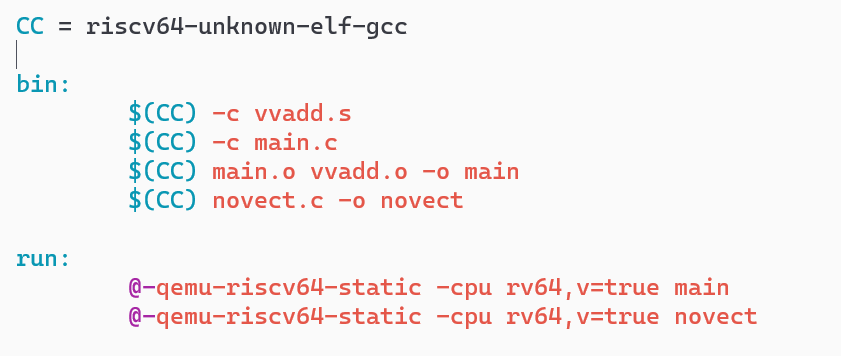 CC = riscv64-unknown-elf-gcc
bin:
$(CC) -c vvadd.s
$(CC) -c main.c
$(CC) main.o vvadd.o -o main
$(CC) novect.c -o novect
run:
@-qemu-riscv64-static -cpu rv64,v=true main
@-qemu-riscv64-static -cpu rv64,v=true novect